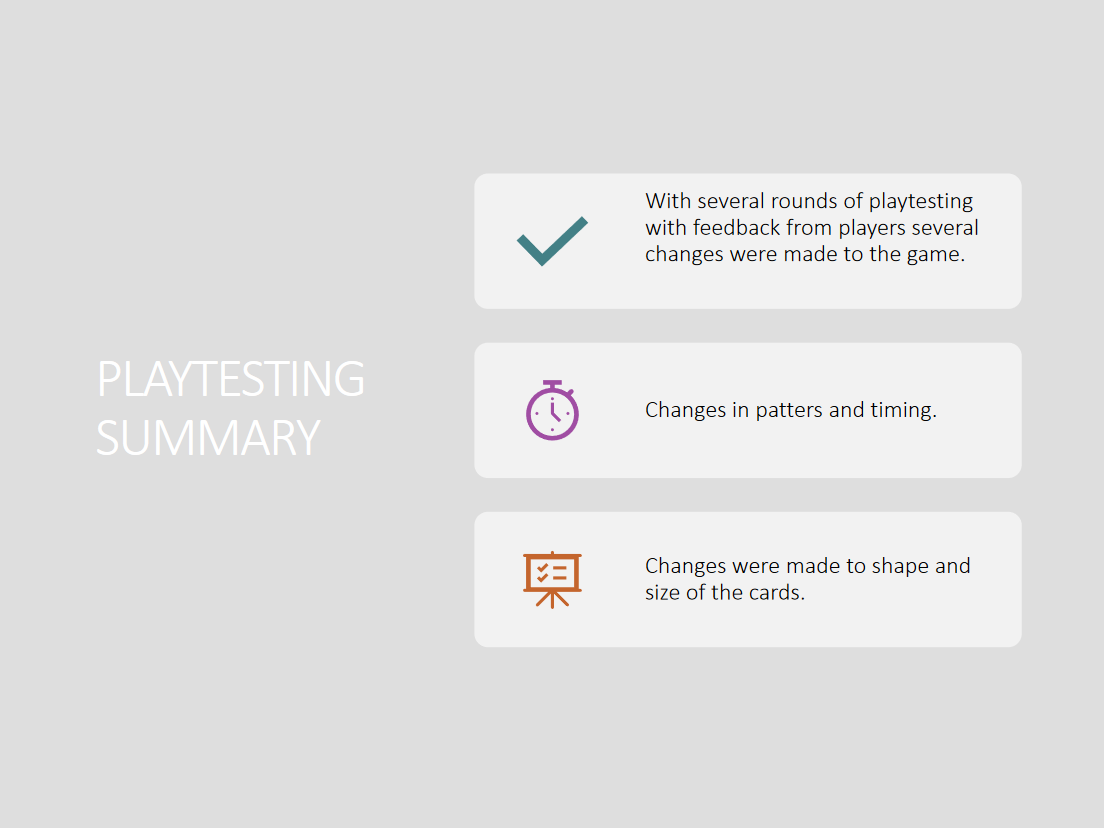 PLAYTESTING
SUMMARY
With several rounds of playtesting
with feedback from players several
changes were made to the game.
Changes in patters and timing.
Changes were made to shape and
size of the cards.